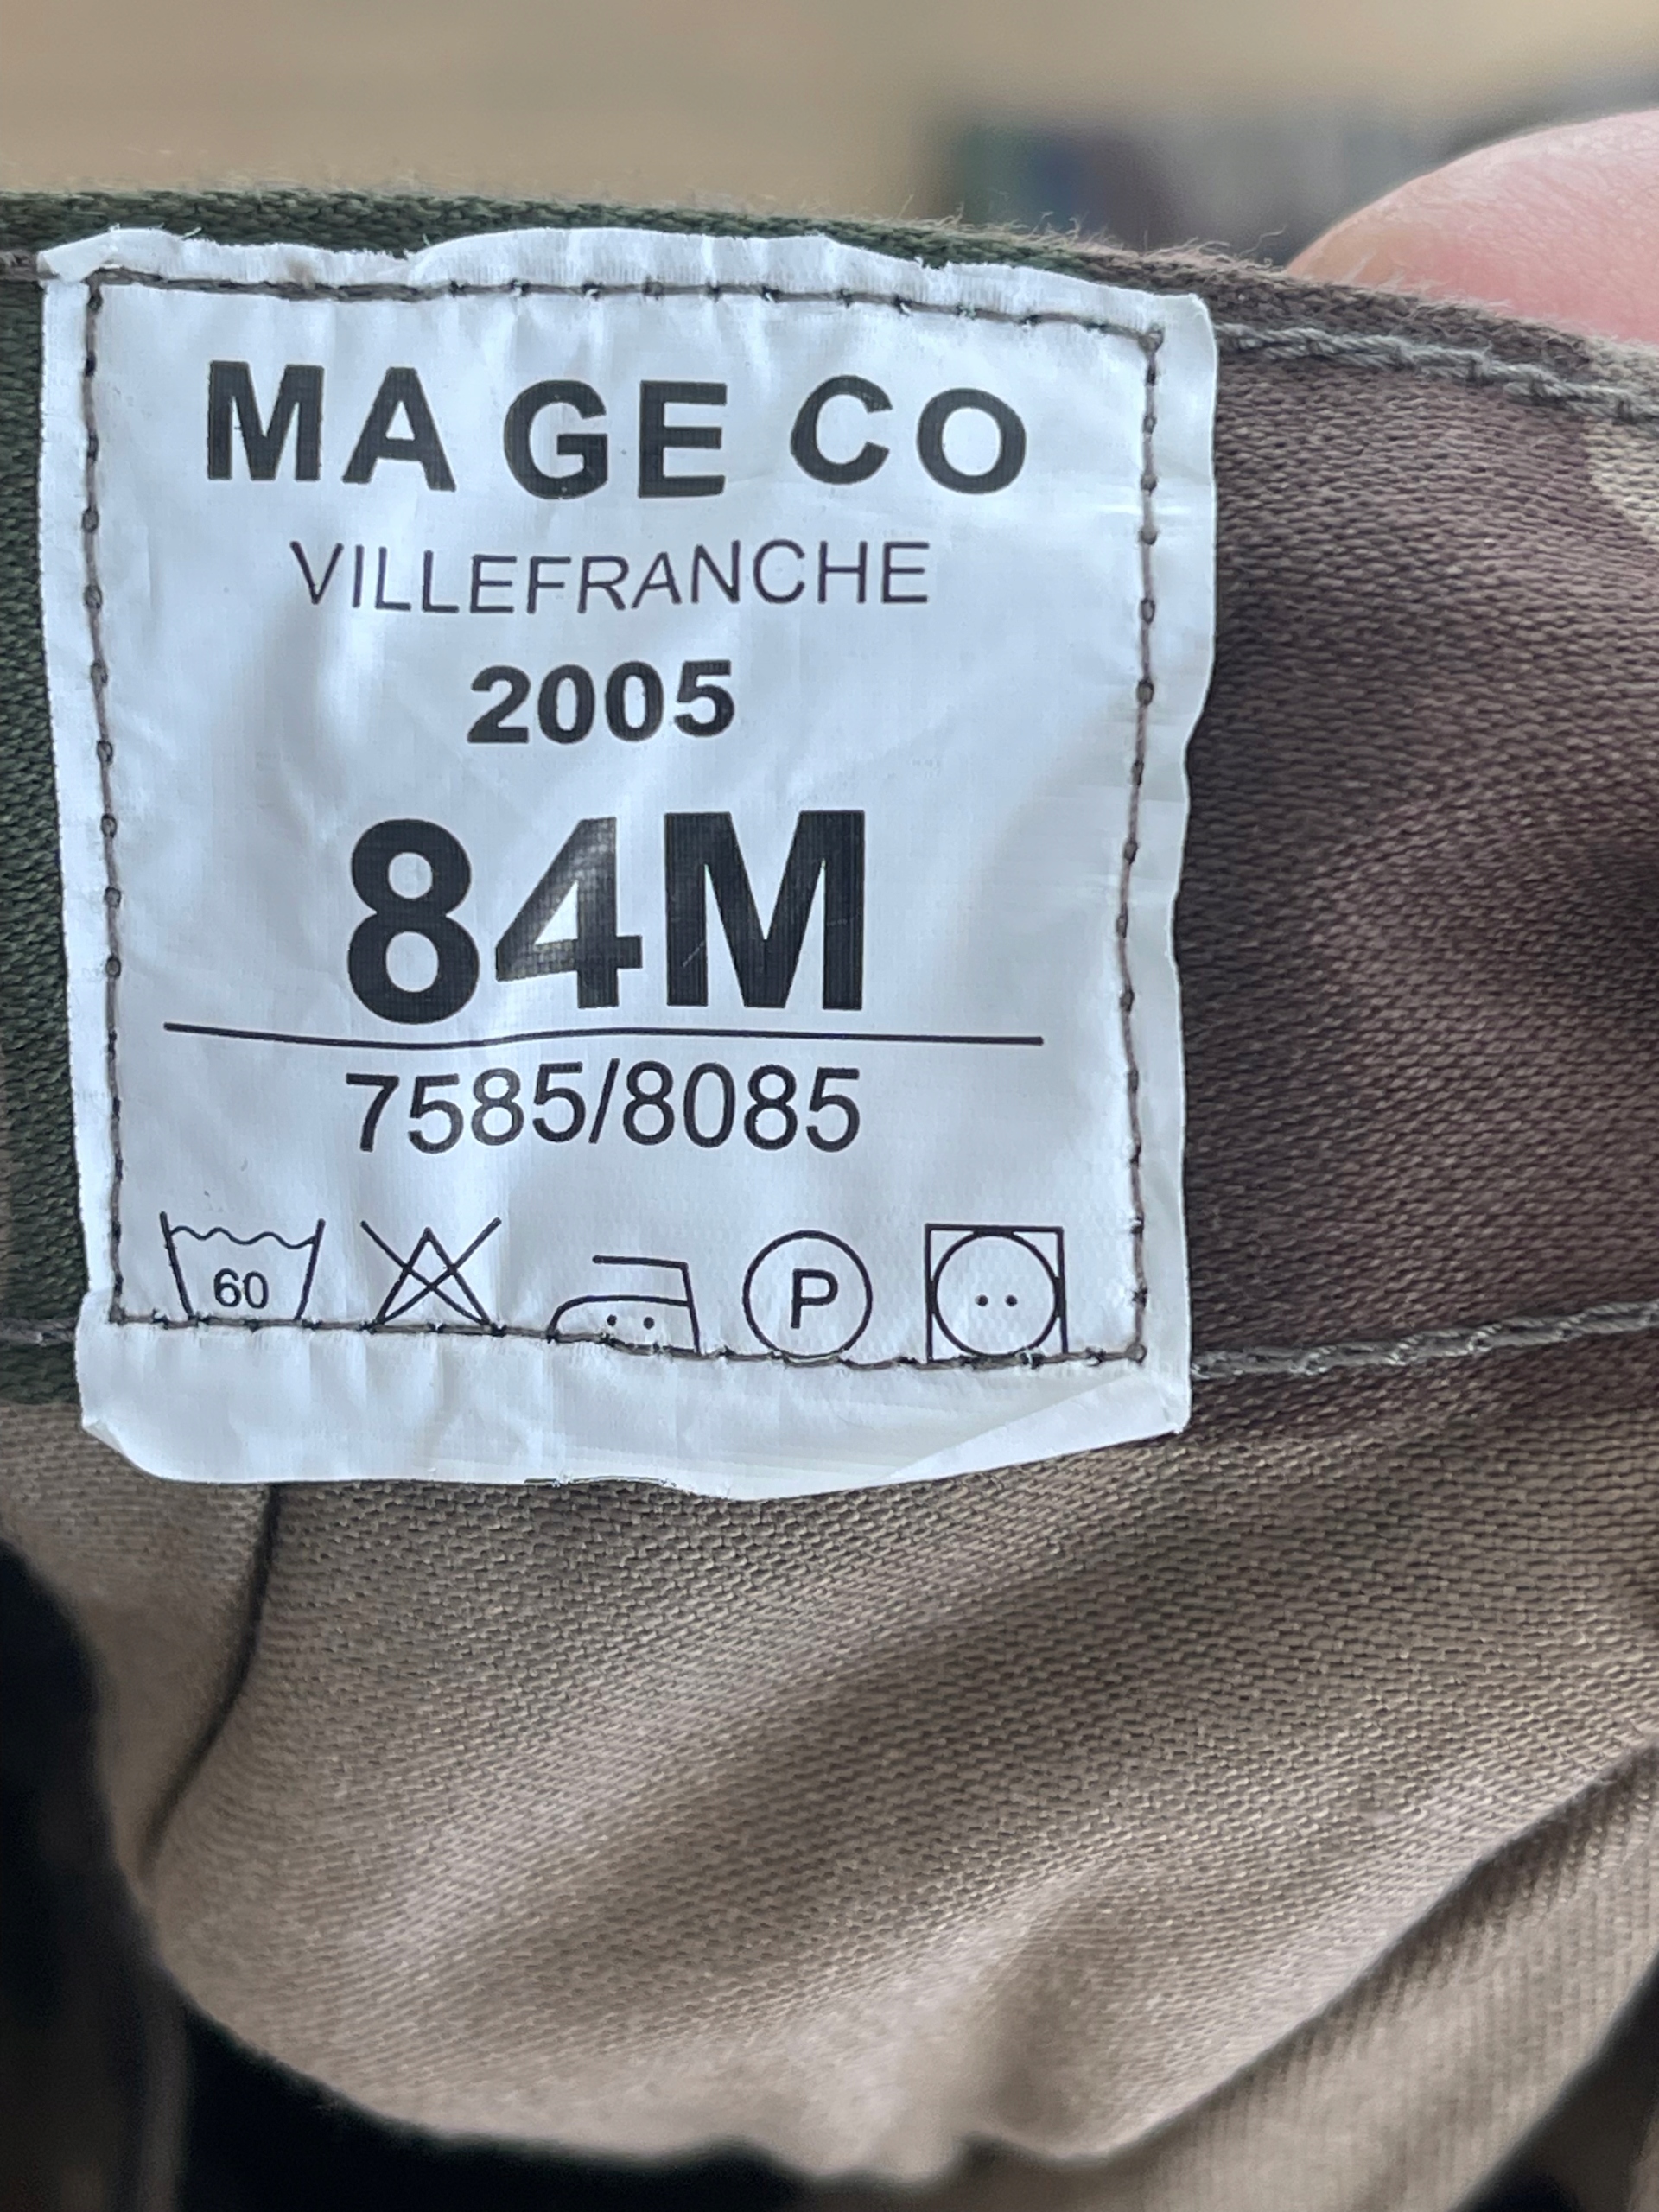 MA GE CO
VILLEFRANCHE
2005
84M
7585/8085
60
P